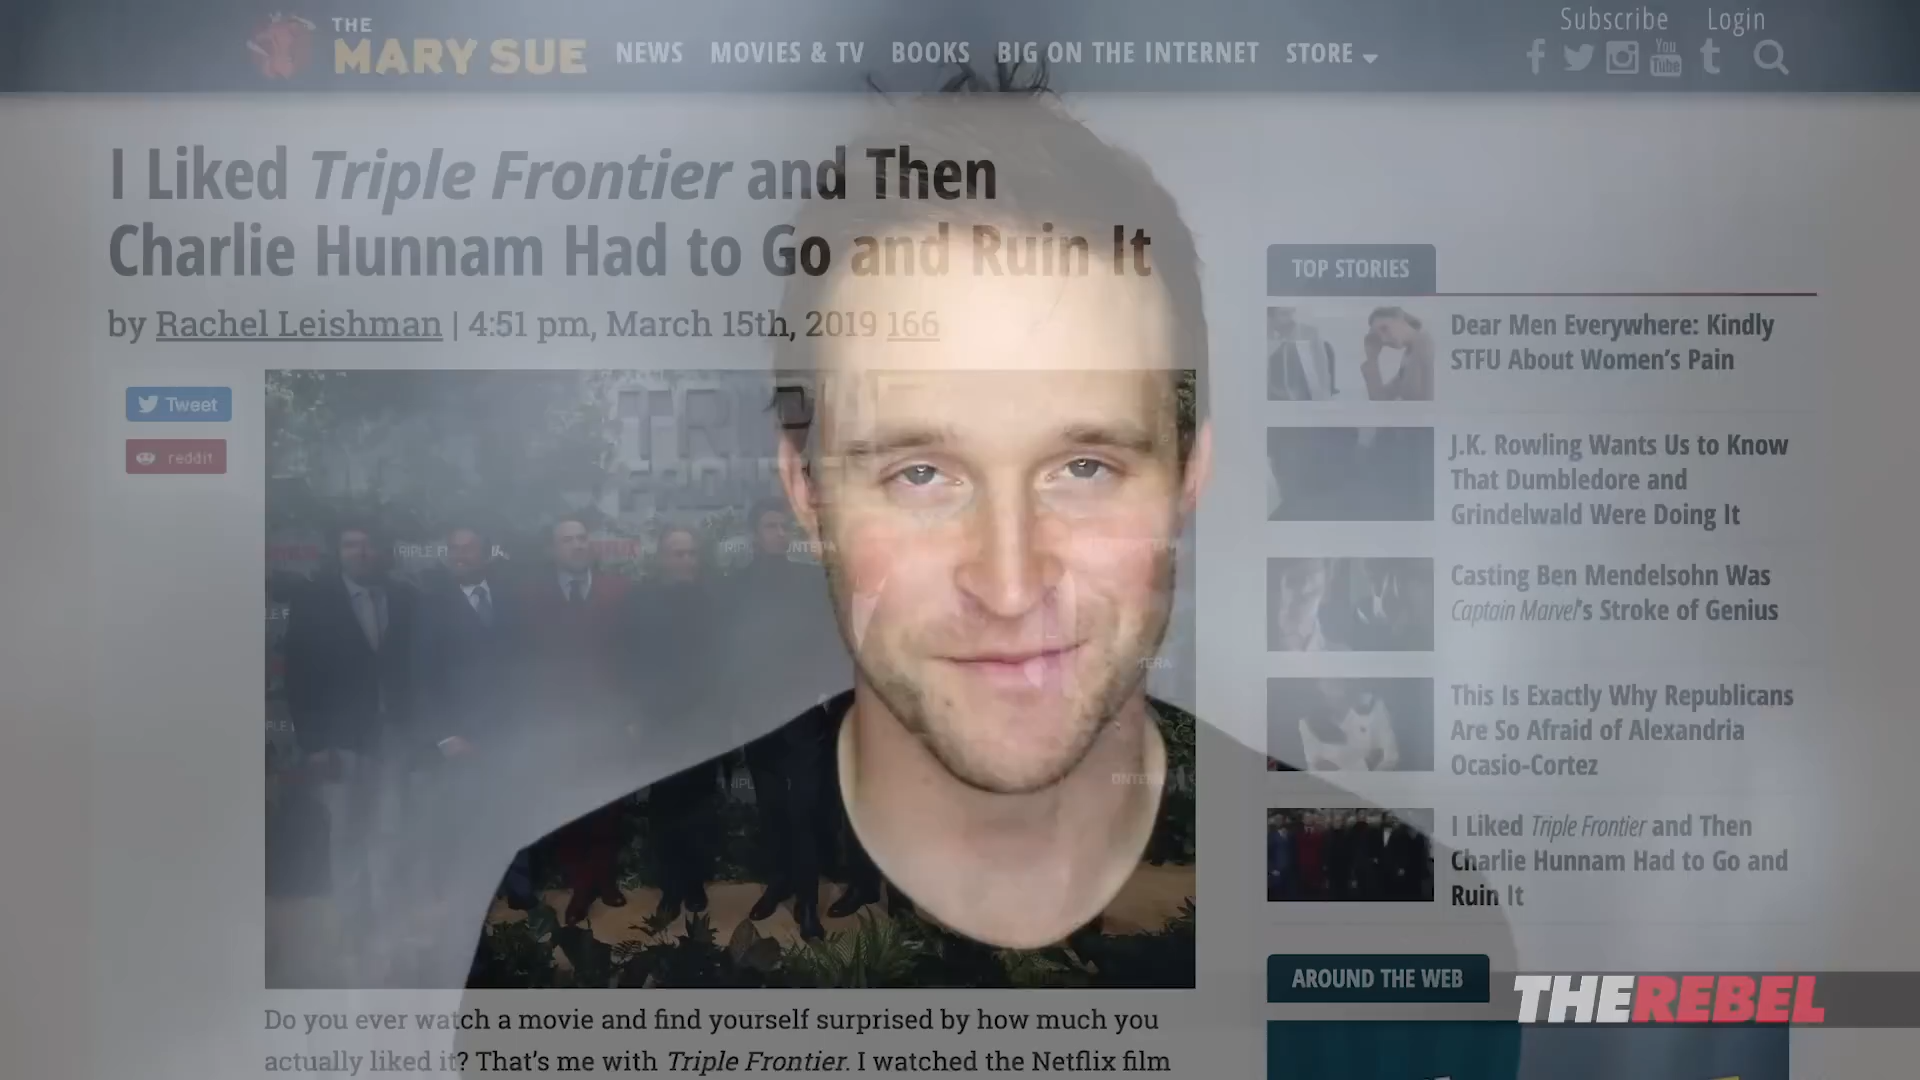 THE
MARY SUE
NEWS MOVIES & TV BOOKS BIG ON THE INTERNET STORE
Subscribe Login
You
Tube
I Liked Triple Frontier and Then
Charlie Hunnam Had to Go and Ruin It
by Rachel Leishman | 4:51 pm, March 15th, 2019 166
Tweet
reddit
TRIPLE
FRONTIER
Do you ever watch a movie and find yourself surprised by how much you
actually liked it? That's me with Triple Frontier. I watched the Netflix film
TOP STORIES
Dear Men Everywhere: Kindly
STFU About Women's Pain
J.K. Rowling Wants Us to Know
That Dumbledore and
Grindelwald Were Doing It
Casting Ben Mendelsohn Was
Captain Marvel's Stroke of Genius
This Is Exactly Why Republicans
Are So Afraid of Alexandria
Ocasio-Cortez
I Liked Triple Frontier and Then
Charlie Hunnam Had to Go and
Ruin It
AROUND THE WEB
THEREBEL